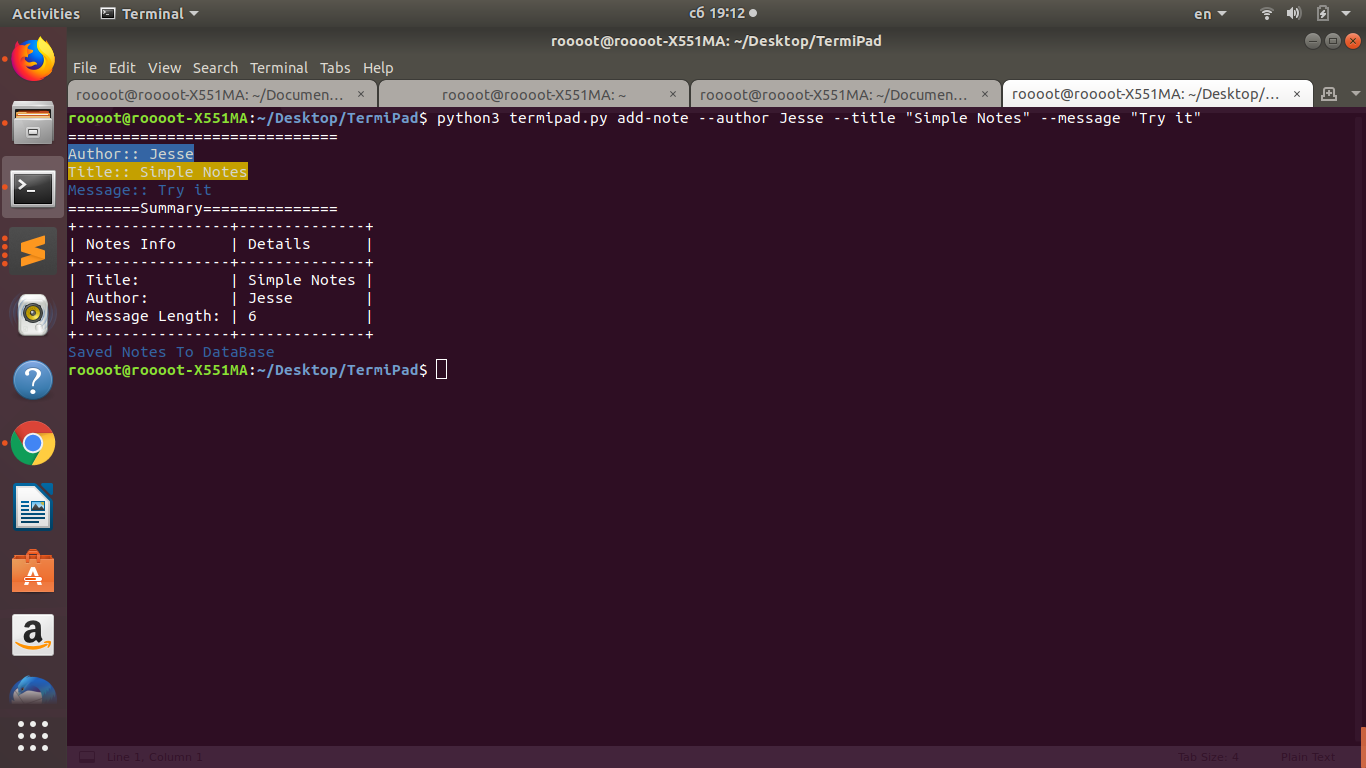 Activities Terminal сб 19:12 en
roooot@roooot-X551MA: ~/Desktop/TermiPad
File Edit View Search Terminal Tabs Help
roooot@roooot-X551MA: ~/Documen... × roooot@roooot-X551MA: ~ × roooot@roooot-X551MA: ~/Documen... × roooot@roooot-X551MA: ~/Desktop/... ×
roooot@roooot-X551MA:~/Desktop/TermiPad$ python3 termipad.py add-note --author Jesse --title "Simple Notes" --message "Try it"
==============================
Author:: Jesse
Title:: Simple Notes
Message:: Try it
========Summary===============
+-----------------+--------------+
| Notes Info      | Details      |
+-----------------+--------------+
| Title:          | Simple Notes |
| Author:         | Jesse        |
| Message Length: | 6            |
+-----------------+--------------+
Saved Notes To DataBase
roooot@roooot-X551MA:~/Desktop/TermiPad$
Line 1, Column 1 Tab Size: 4 Plain Text